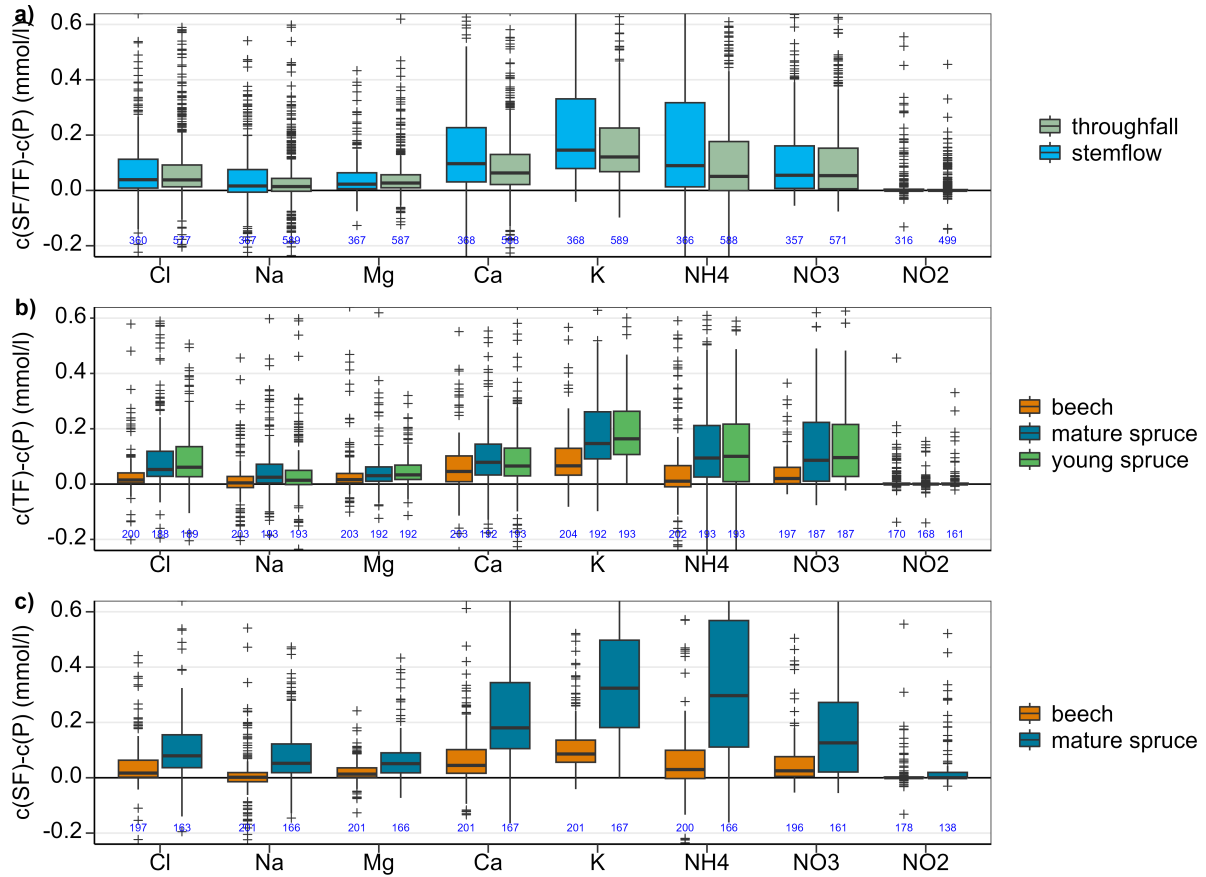 a)
c(SF/TF)-c(P) (mmol/l)
0.6
0.4
0.2
0.0
-0.2
360 577 367 589 367 587 368 588 368 589 366 588 357 571 316 499
Cl Na Mg Ca K NH4 NO3 NO2
throughfall
stemflow
b)
c(TF)-c(P) (mmol/l)
0.6
0.4
0.2
0.0
-0.2
200 188 189 203 193 193 203 192 192 203 192 193 204 192 193 202 193 193 197 187 187 170 168 161
Cl Na Mg Ca K NH4 NO3 NO2
beech
mature spruce
young spruce
c)
c(SF)-c(P) (mmol/l)
0.6
0.4
0.2
0.0
-0.2
197 163 201 166 201 166 201 167 201 167 200 166 196 161 178 138
Cl Na Mg Ca K NH4 NO3 NO2
beech
mature spruce